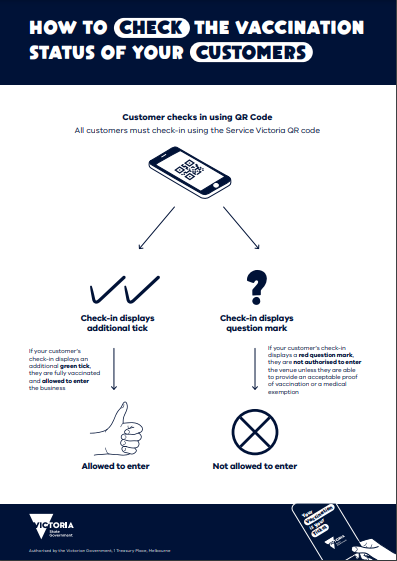 HOW TO CHECK THE VACCINATION
STATUS OF YOUR CUSTOMERS
Customer checks in using QR Code
All customers must check-in using the Service Victoria QR code
Check-in displays
additional tick
?
Check-in displays
question mark
If your customer's
check-in displays an
additional green tick,
they are fully vaccinated
and allowed to enter
the business
If your customer's check-in
displays a red question mark,
they are not authorised to enter
the venue unless they are able
to provide an acceptable proof
of vaccination or a medical
exemption
Allowed to enter
Not allowed to enter
VICTORIA
State
Government
Authorised by the Victorian Government, 1 Treasury Place, Melbourne
Your
Vaccination
is Your
VICTORIA